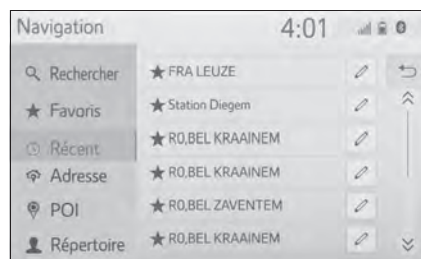 Navigation 4:01
Rechercher
Favoris
Récent
Adresse
POI
Répertoire
FRA LEUZE
Station Diegem
R0,BEL KRAAINEM
R0,BEL KRAAINEM
R0,BEL ZAVENTEM
R0,BEL KRAAINEM